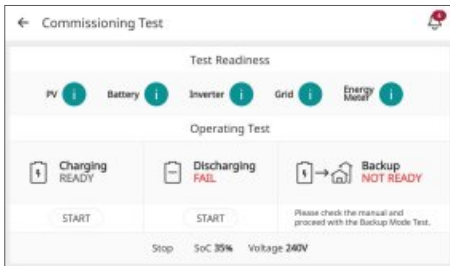 ← Commissioning Test 4
Test Readiness
PV i Battery i Inverter i Grid i Energy Meter i
Operating Test
Charging
READY
Discharging
FAIL
Backup
NOT READY
START
START
Please check the manual and
proceed with the Backup Mode Test.
Stop SoC 35% Voltage 240V